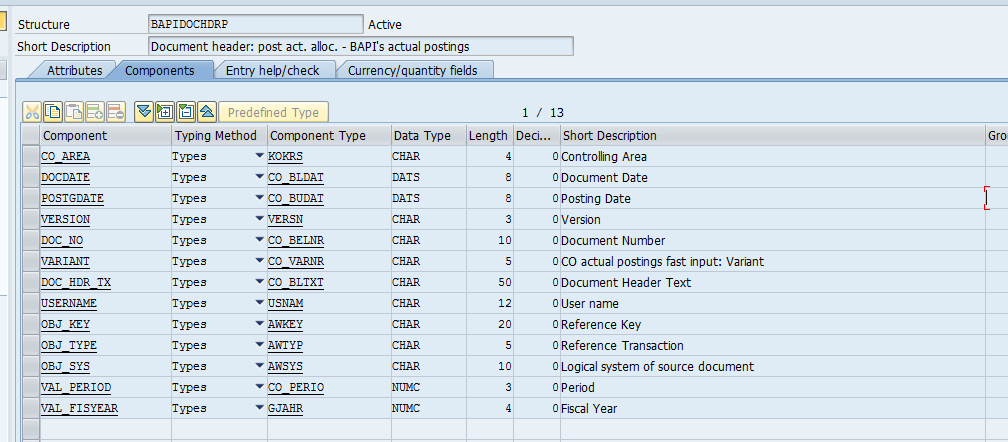 Structure BAPIDOCHDRP Active
Short Description Document header: post act. alloc. - BAPI's actual postings
Attributes Components Entry help/check Currency/quantity fields
Predefined Type 1 / 13
Component Typing Method Component Type Data Type Length Deci... Short Description Gro
CO_AREA Types KOKRS CHAR 4 0 Controlling Area
DOCDATE Types CO_BLDAT DATS 8 0 Document Date
POSTGDATE Types CO_BUDAT DATS 8 0 Posting Date
VERSION Types VERSN CHAR 3 0 Version
DOC_NO Types CO_BELNR CHAR 10 0 Document Number
VARIANT Types CO_VARNR CHAR 5 0 CO actual postings fast input: Variant
DOC_HDR_TX Types CO_BLTXT CHAR 50 0 Document Header Text
USERNAME Types USNAM CHAR 12 0 User name
OBJ_KEY Types AWKEY CHAR 20 0 Reference Key
OBJ_TYPE Types AWTYP CHAR 5 0 Reference Transaction
OBJ_SYS Types AWSYS CHAR 10 0 Logical system of source document
VAL_PERIOD Types CO_PERIO NUMC 3 0 Period
VAL_FISYEAR Types GJAHR NUMC 4 0 Fiscal Year